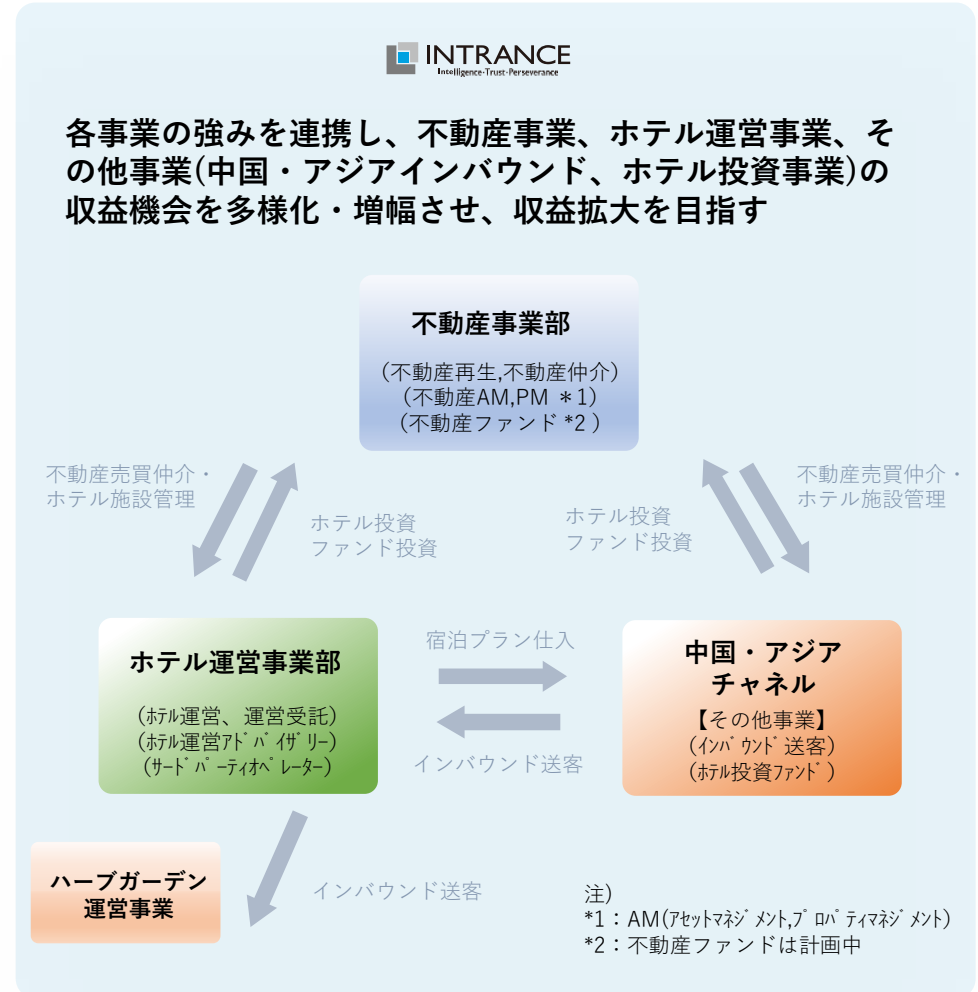 INTRANCE
Intelligence·Trust·Perseverance
各事業の強みを連携し、不動産事業、ホテル運営事業、そ
の他事業(中国・アジアインバウンド、ホテル投資事業)の
収益機会を多様化・増幅させ、収益拡大を目指す
不動産事業部
(不動産再生,不動産仲介)
(不動産AM,PM ＊1)
(不動産ファンド *2 )
不動産売買仲介・
ホテル施設管理
ホテル投資
ファンド投資
ホテル投資
ファンド投資
不動産売買仲介・
ホテル施設管理
ホテル運営事業部
(ﾎﾃﾙ運営、運営受託)
(ﾎﾃﾙ運営ｱﾄﾞﾊﾞｲｻﾞﾘｰ)
(ｻｰﾄﾞﾊﾟｰﾃｨｵﾍﾟﾚｰﾀｰ)
宿泊プラン仕入
インバウンド送客
中国・アジア
チャネル
【その他事業】
(ｲﾝﾊﾞｳﾝﾄﾞ送客)
(ﾎﾃﾙ投資ﾌｧﾝﾄﾞ)
ハーブガーデン
運営事業
インバウンド送客
注)
*1：AM(ｱｾｯﾄﾏﾈｼﾞﾒﾝﾄ,ﾌﾟﾛﾊﾟﾃｨﾏﾈｼﾞﾒﾝﾄ)
*2：不動産ファンドは計画中